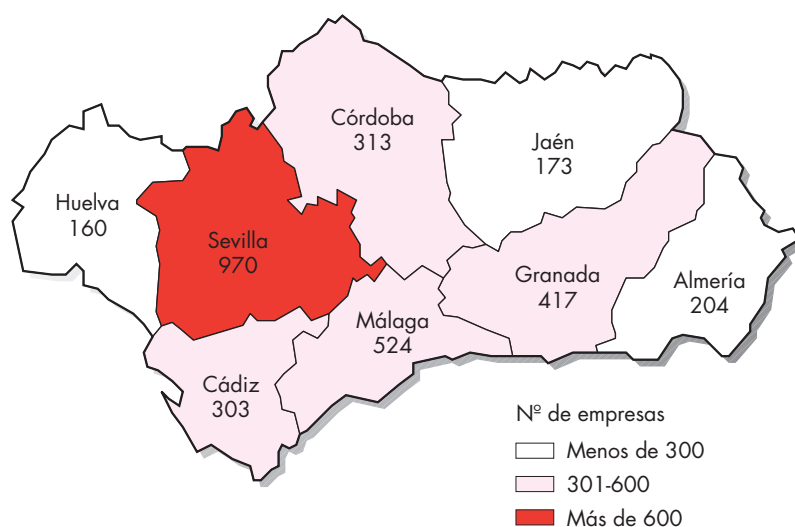 Córdoba
313
Jaén
173
Huelva
160
Sevilla
970
Granada
417
Almería
204
Málaga
524
Cádiz
303
Nº de empresas
Menos de 300
301-600
Más de 600